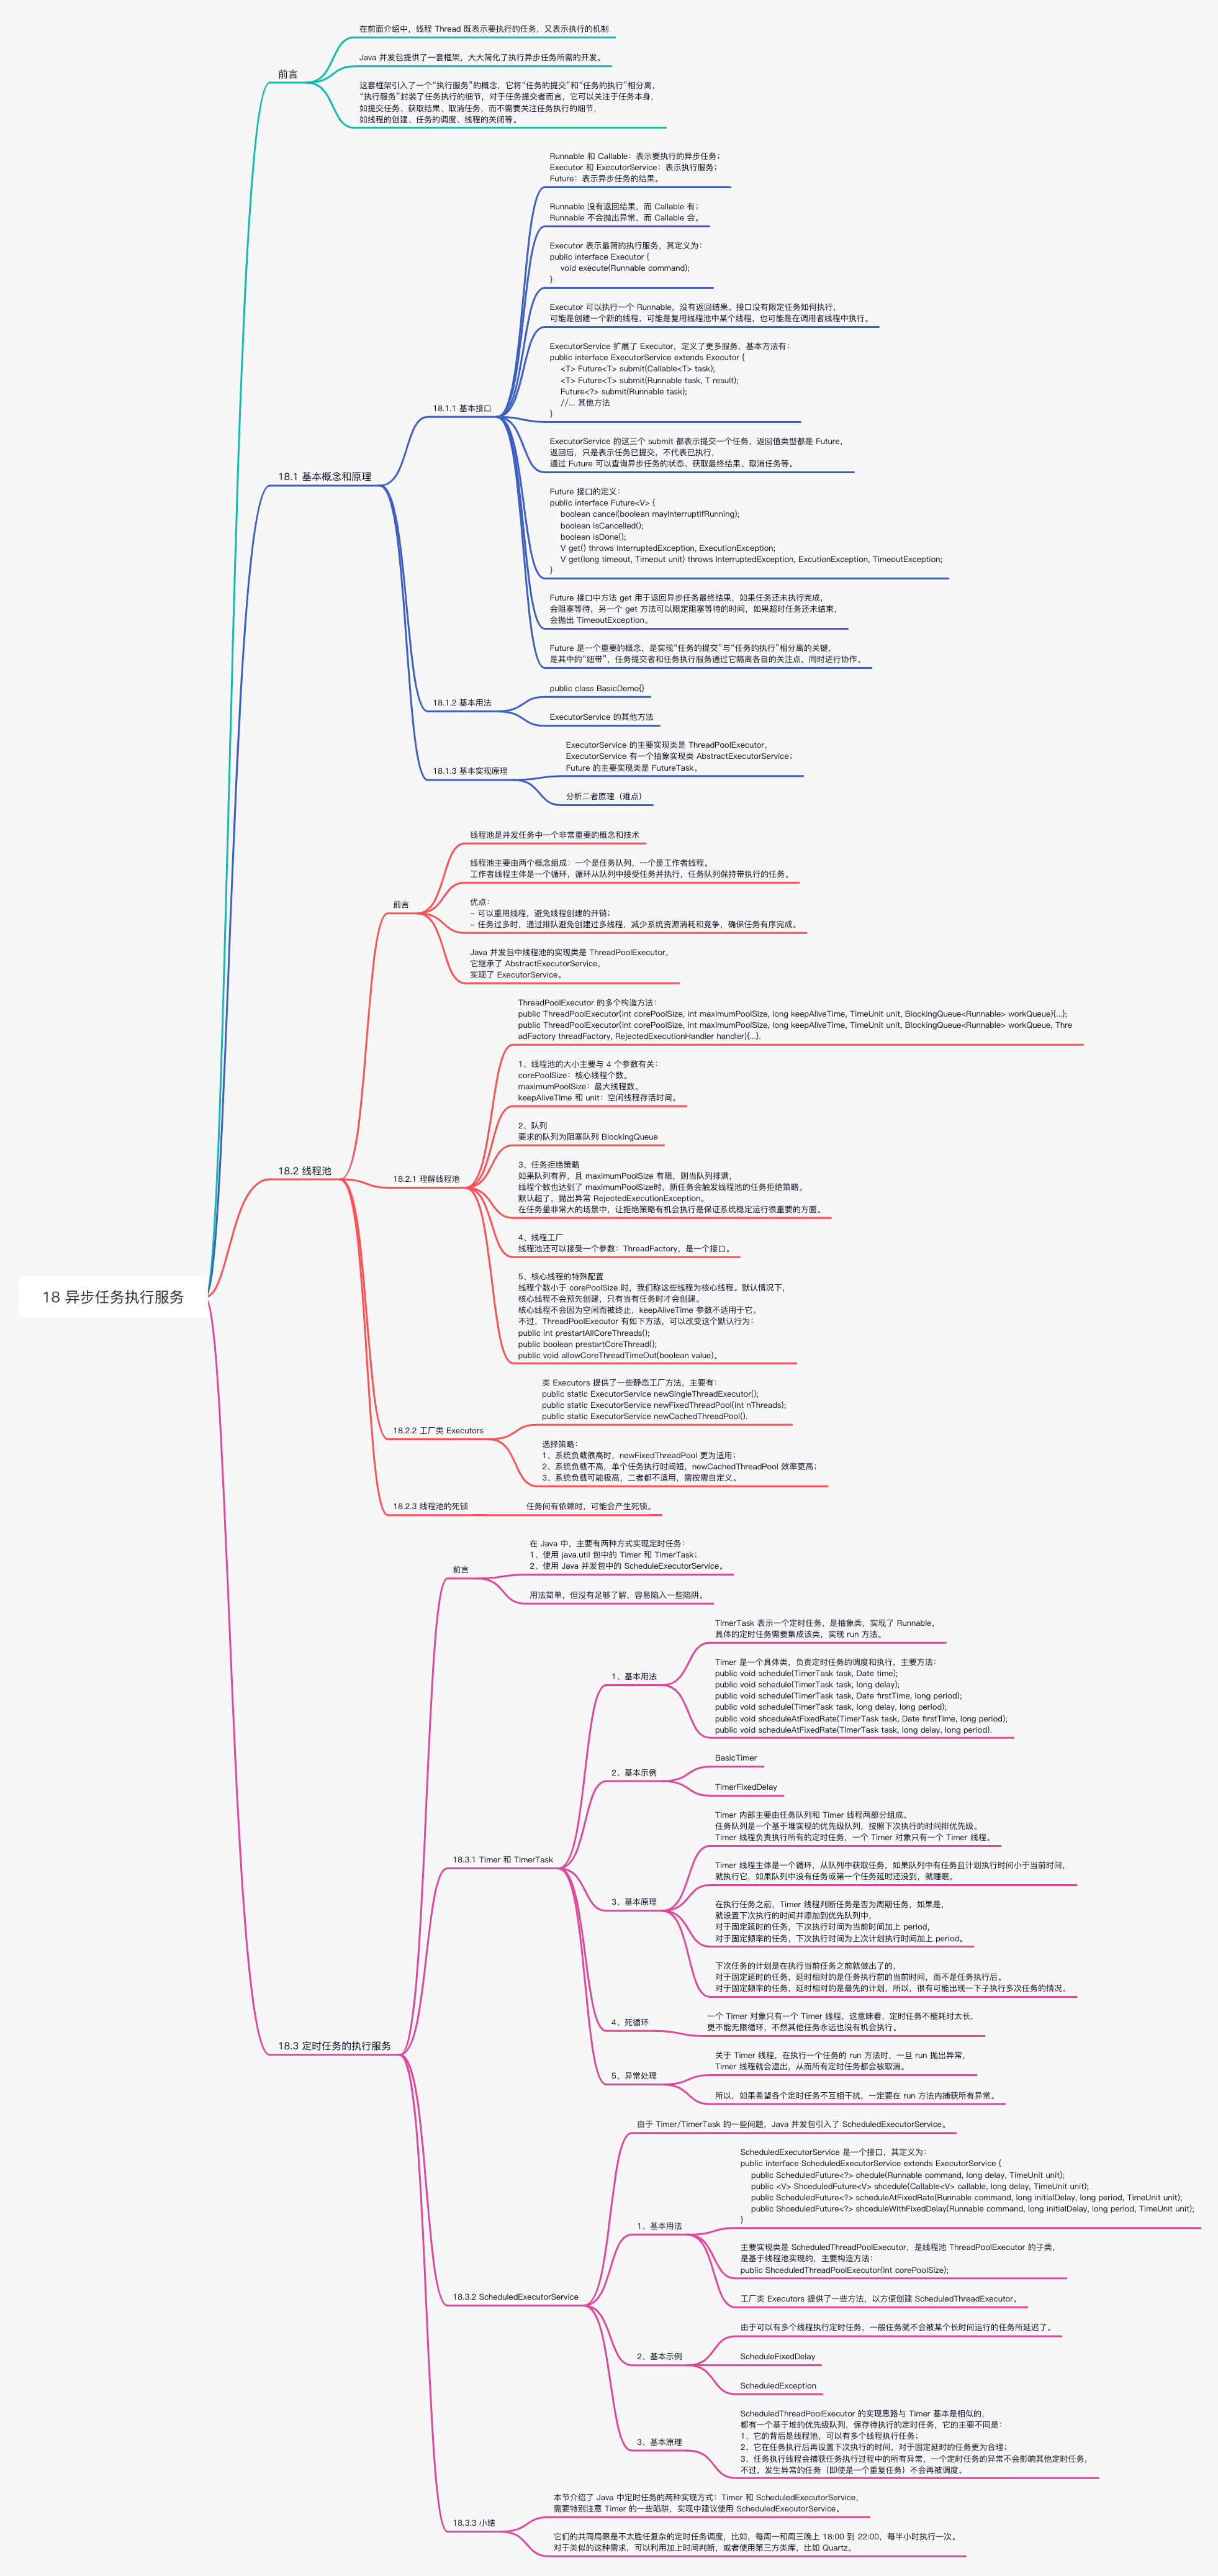 18 异步任务执行服务
前言
在前面介绍中，线程 Thread 既表示要执行的任务，又表示执行的机制
Java 并发包提供了一套框架，大大简化了执行异步任务所需的开发。
这套框架引入了一个“执行服务”的概念，它将“任务的提交”和“任务的执行”相分离，
“执行服务”封装了任务执行的细节，对于任务提交者而言，它可以关注于任务本身，
如提交任务、获取结果、取消任务，而不需要关注任务执行的细节，
如线程的创建、任务的调度、线程的关闭等。
18.1 基本概念和原理
18.1.1 基本接口
Runnable 和 Callable：表示要执行的异步任务；
Executor 和 ExecutorService：表示执行服务；
Future：表示异步任务的结果。
Runnable 没有返回结果，而 Callable 有；
Runnable 不会抛出异常，而 Callable 会。
Executor 表示最简的执行服务，其定义为：
public interface Executor {
void execute(Runnable command);
}
Executor 可以执行一个 Runnable，没有返回结果。接口没有限定任务如何执行，
可能是创建一个新的线程，可能是复用线程池中某个线程，也可能是在调用者线程中执行。
ExecutorService 扩展了 Executor，定义了更多服务，基本方法有：
public interface ExecutorService extends Executor {
<T> Future<T> submit(Callable<T> task);
<T> Future<T> submit(Runnable task, T result);
Future<?> submit(Runnable task);
//... 其他方法
}
ExecutorService 的这三个 submit 都表示提交一个任务，返回值类型都是 Future，
返回后，只是表示任务已提交，不代表已执行，
通过 Future 可以查询异步任务的状态、获取最终结果、取消任务等。
Future 接口的定义：
public interface Future<V> {
boolean cancel(boolean mayInterruptIfRunning);
boolean isCancelled();
boolean isDone();
V get() throws InterruptedException, ExecutionException;
V get(long timeout, Timeout unit) throws InterruptedException, ExcutionException, TimeoutException;
}
Future 接口中方法 get 用于返回异步任务最终结果，如果任务还未执行完成，
会阻塞等待，另一个 get 方法可以限定阻塞等待的时间，如果超时任务还未结束，
会抛出 TimeoutException。
Future 是一个重要的概念，是实现“任务的提交”与“任务的执行”相分离的关键，
是其中的“纽带”，任务提交者和任务执行服务通过它隔离各自的关注点，同时进行协作。
18.1.2 基本用法
public class BasicDemo{}
ExecutorService 的其他方法
18.1.3 基本实现原理
ExecutorService 的主要实现类是 ThreadPoolExecutor，
ExecutorService 有一个抽象实现类 AbstractExecutorService；
Future 的主要实现类是 FutureTask。
分析二者原理（难点）
18.2 线程池
前言
线程池是并发任务中一个非常重要的概念和技术
线程池主要由两个概念组成：一个是任务队列，一个是工作者线程。
工作者线程主体是一个循环，循环从队列中接受任务并执行，任务队列保持带执行的任务。
优点：
- 可以重用线程，避免线程创建的开销；
- 任务过多时，通过排队避免创建过多线程，减少系统资源消耗和竞争，确保任务有序完成。
Java 并发包中线程池的实现类是 ThreadPoolExecutor，
它继承了 AbstractExecutorService，
实现了 ExecutorService。
18.2.1 理解线程池
ThreadPoolExecutor 的多个构造方法：
public ThreadPoolExecutor(int corePoolSize, int maximumPoolSize, long keepAliveTime, TimeUnit unit, BlockingQueue<Runnable> workQueue){...};
public ThreadPoolExecutor(int corePoolSize, int maximumPoolSize, long keepAliveTime, TimeUnit unit, BlockingQueue<Runnable> workQueue, Thre
adFactory threadFactory, RejectedExecutionHandler handler){...}.
1、线程池的大小主要与 4 个参数有关：
corePoolSize：核心线程个数。
maximumPoolSize：最大线程数。
keepAliveTIme 和 unit：空闲线程存活时间。
2、队列
要求的队列为阻塞队列 BlockingQueue
3、任务拒绝策略
如果队列有界，且 maximumPoolSize 有限，则当队列排满，
线程个数也达到了 maximumPoolSize时，新任务会触发线程池的任务拒绝策略。
默认超了，抛出异常 RejectedExecutionException。
在任务量非常大的场景中，让拒绝策略有机会执行是保证系统稳定运行很重要的方面。
4、线程工厂
线程池还可以接受一个参数：ThreadFactory，是一个接口。
5、核心线程的特殊配置
线程个数小于 corePoolSize 时，我们称这些线程为核心线程。默认情况下，
核心线程不会预先创建，只有当有任务时才会创建。
核心线程不会因为空闲而被终止，keepAliveTime 参数不适用于它。
不过，ThreadPoolExecutor 有如下方法，可以改变这个默认行为：
public int prestartAllCoreThreads();
public boolean prestartCoreThread();
public void allowCoreThreadTimeOut(boolean value)。
18.2.2 工厂类 Executors
类 Executors 提供了一些静态工厂方法，主要有：
public static ExecutorService newSingleThreadExecutor();
public static ExecutorService newFixedThreadPool(int nThreads);
public static ExecutorService newCachedThreadPool().
选择策略：
1、系统负载很高时，newFixedThreadPool 更为适用；
2、系统负载不高，单个任务执行时间短，newCachedThreadPool 效率更高；
3、系统负载可能极高，二者都不适用，需按需自定义。
18.2.3 线程池的死锁
任务间有依赖时，可能会产生死锁。
18.3 定时任务的执行服务
前言
在 Java 中，主要有两种方式实现定时任务：
1、使用 java.util 包中的 Timer 和 TimerTask；
2、使用 Java 并发包中的 ScheduleExecutorService。
用法简单，但没有足够了解，容易陷入一些陷阱。
18.3.1 Timer 和 TimerTask
1、基本用法
TimerTask 表示一个定时任务，是抽象类，实现了 Runnable，
具体的定时任务需要集成该类，实现 run 方法。
Timer 是一个具体类，负责定时任务的调度和执行，主要方法：
public void schedule(TimerTask task, Date time);
public void schedule(TimerTask task, long delay);
public void schedule(TimerTask task, Date firstTime, long period);
public void schedule(TimerTask task, long delay, long period);
public void shceduleAtFixedRate(TimerTask task, Date firstTime, long period);
public void scheduleAtFixedRate(TImerTask task, long delay, long period).
2、基本示例
BasicTimer
TimerFixedDelay
3、基本原理
Timer 内部主要由任务队列和 Timer 线程两部分组成。
任务队列是一个基于堆实现的优先级队列，按照下次执行的时间排优先级。
Timer 线程负责执行所有的定时任务，一个 Timer 对象只有一个 Timer 线程。
Timer 线程主体是一个循环，从队列中获取任务，如果队列中有任务且计划执行时间小于当前时间，
就执行它，如果队列中没有任务或第一个任务延时还没到，就睡眠。
在执行任务之前，Timer 线程判断任务是否为周期任务，如果是，
就设置下次执行的时间并添加到优先队列中，
对于固定延时的任务，下次执行时间为当前时间加上 period，
对于固定频率的任务，下次执行时间为上次计划执行时间加上 period。
下次任务的计划是在执行当前任务之前就做出了的，
对于固定延时的任务，延时相对的是任务执行前的当前时间，而不是任务执行后。
对于固定频率的任务，延时相对的是最先的计划，所以，很有可能出现一下子执行多次任务的情况。
4、死循环
一个 Timer 对象只有一个 Timer 线程，这意味着，定时任务不能耗时太长，
更不能无限循环，不然其他任务永远也没有机会执行。
5、异常处理
关于 Timer 线程，在执行一个任务的 run 方法时，一旦 run 抛出异常，
Timer 线程就会退出，从而所有定时任务都会被取消。
所以，如果希望各个定时任务不互相干扰，一定要在 run 方法内捕获所有异常。
18.3.2 ScheduledExecutorService
由于 Timer/TimerTask 的一些问题，Java 并发包引入了 ScheduledExecutorService。
1、基本用法
ScheduledExecutorService 是一个接口，其定义为：
public interface ScheduledExecutorService extends ExecutorService {
public ScheduledFuture<?> chedule(Runnable command, long delay, TimeUnit unit);
public <V> ShceduledFuture<V> shcedule(Callable<V> callable, long delay, TimeUnit unit);
public ScheduledFuture<?> scheduleAtFixedRate(Runnable command, long initialDelay, long period, TimeUnit unit);
public ShceduledFuture<?> shceduleWithFixedDelay(Runnable command, long initialDelay, long period, TimeUnit unit);
}
主要实现类是 ScheduledThreadPoolExecutor，是线程池 ThreadPoolExecutor 的子类，
是基于线程池实现的，主要构造方法：
public ShceduledThreadPoolExecutor(int corePoolSize);
工厂类 Executors 提供了一些方法，以方便创建 ScheduledThreadExecutor。
2、基本示例
由于可以有多个线程执行定时任务，一般任务就不会被某个长时间运行的任务所延迟了。
ScheduleFixedDelay
ScheduledException
3、基本原理
ScheduledThreadPoolExecutor 的实现思路与 Timer 基本是相似的，
都有一个基于堆的优先级队列，保存待执行的定时任务，它的主要不同是：
1、它的背后是线程池，可以有多个线程执行任务；
2、它在任务执行后再设置下次执行的时间，对于固定延时的任务更为合理；
3、任务执行线程会捕获任务执行过程中的所有异常，一个定时任务的异常不会影响其他定时任务，
不过，发生异常的任务（即使是一个重复任务）不会再被调度。
18.3.3 小结
本节介绍了 Java 中定时任务的两种实现方式：Timer 和 ScheduledExecutorService，
需要特别注意 Timer 的一些陷阱，实现中建议使用 ScheduledExecutorService。
它们的共同局限是不太胜任复杂的定时任务调度，比如，每周一和周三晚上 18:00 到 22:00，每半小时执行一次。
对于类似的这种需求，可以利用加上时间判断，或者使用第三方类库，比如 Quartz。